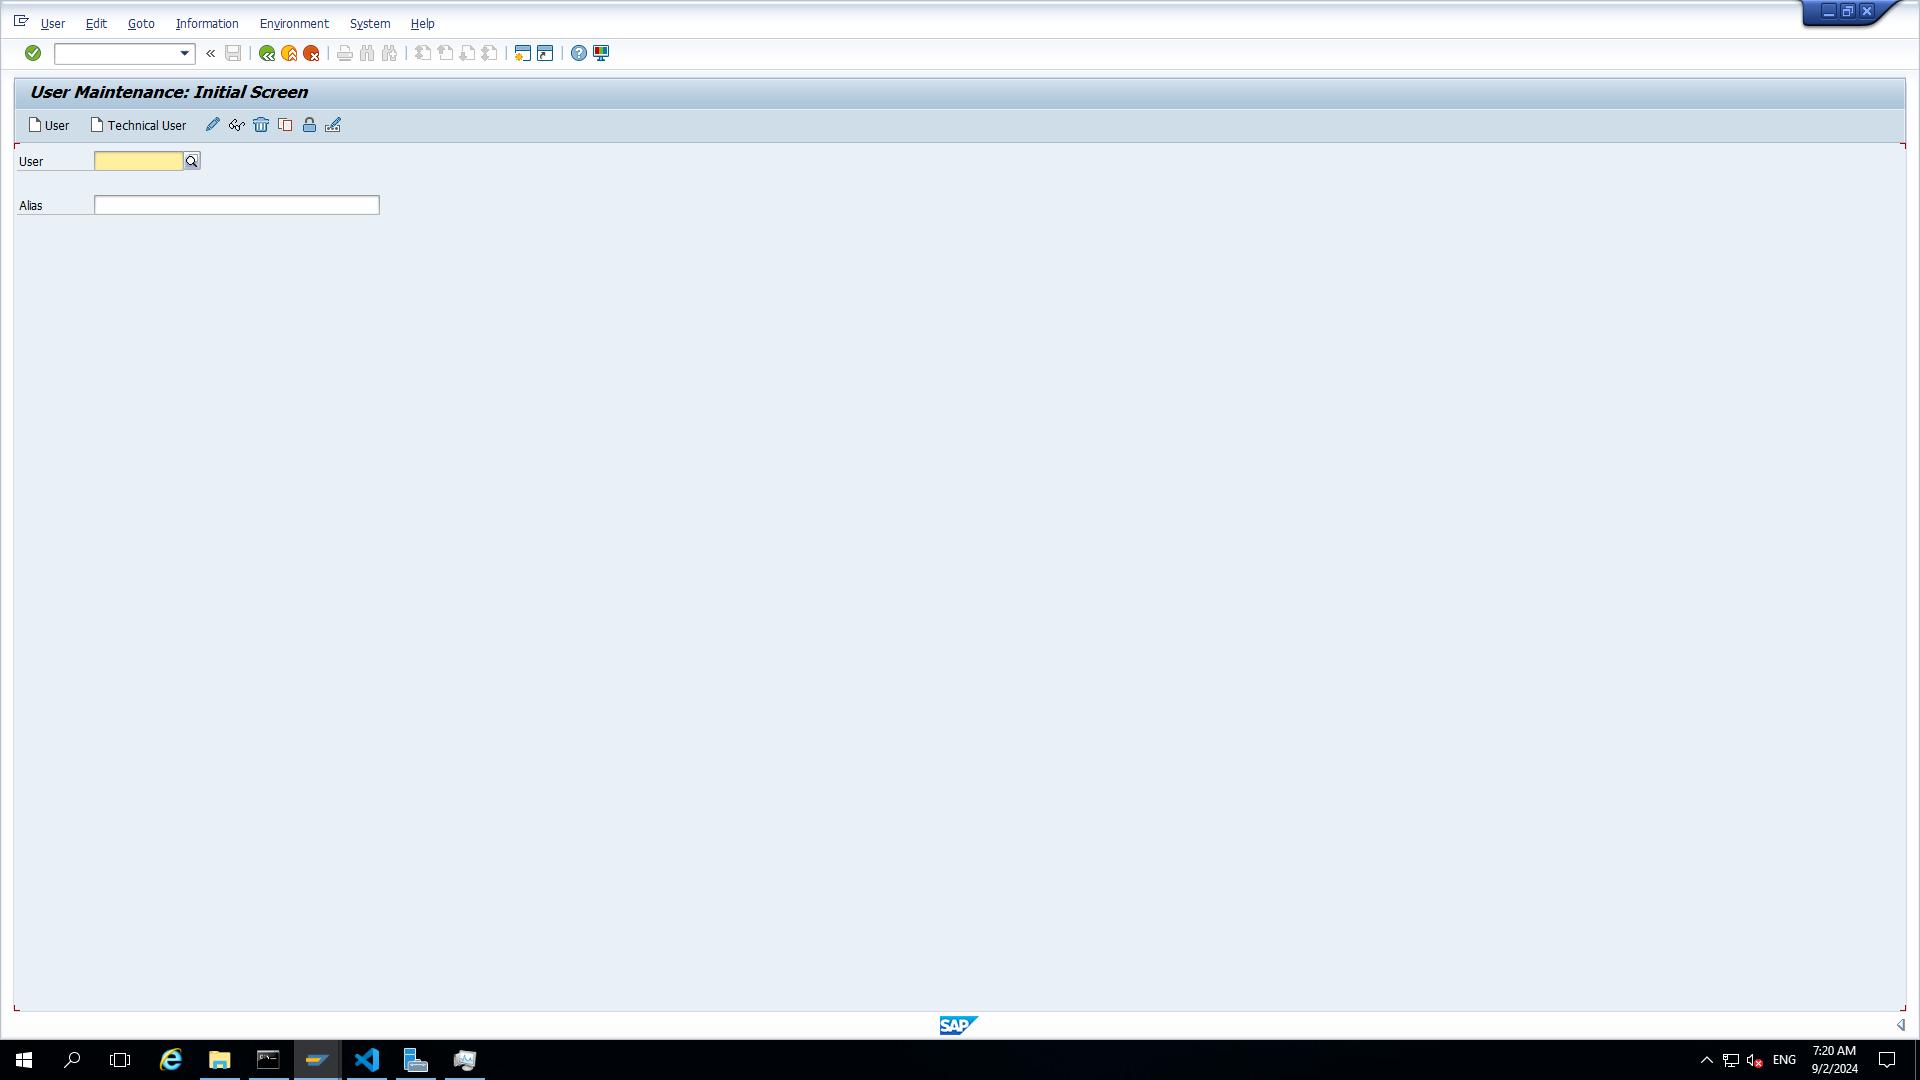 User Edit Goto Information Environment System Help
User Maintenance: Initial Screen
User Technical User
User
Alias
SAP
ENG
7:20 AM
9/2/2024